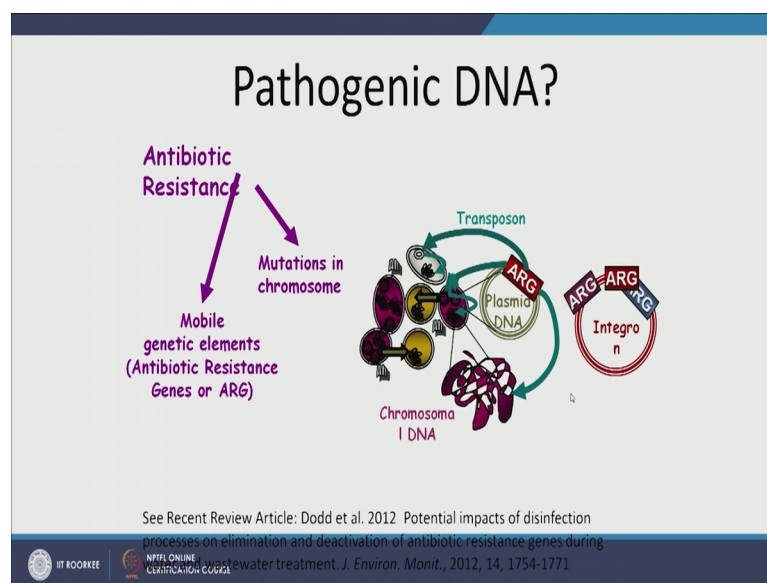 Pathogenic DNA?
Antibiotic
Resistance
Mutations in
chromosome
Mobile
genetic elements
(Antibiotic Resistance
Genes or ARG)
Transposon
ARG
Plasmid
DNA
Chromosoma
l DNA
ARG
ARG
ARG
Integro
n
See Recent Review Article: Dodd et al. 2012 Potential impacts of disinfection
processes on elimination and deactivation of antibiotic resistance genes during
water and wastewater treatment. J. Environ. Monit., 2012, 14, 1754-1771
IIT ROORKEE
NPTEL ONLINE
CERTIFICATION COURSE